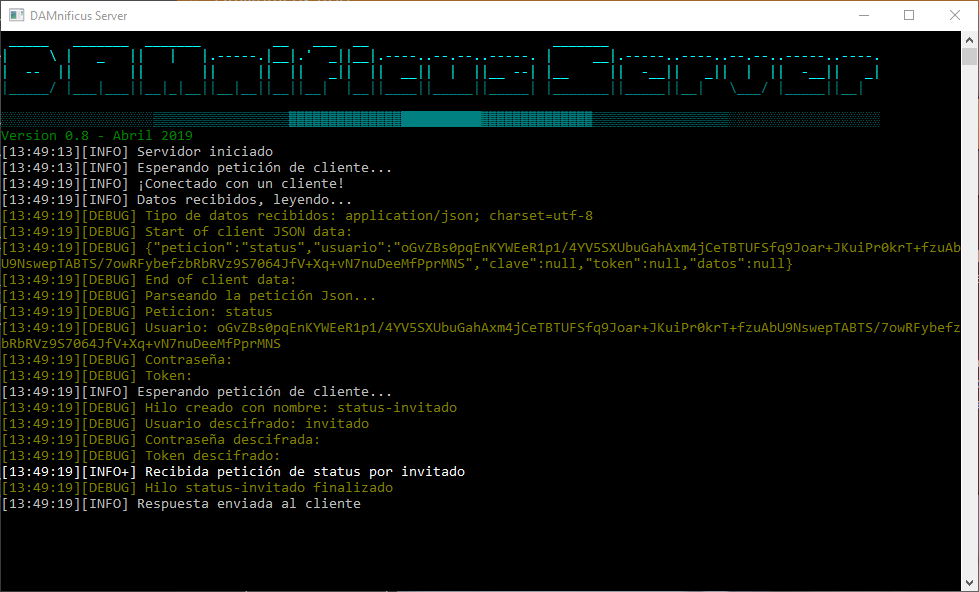 DAMnificus Server
DAMnificus Server
Version 0.8 - Abril 2019
[13:49:13][INFO] Servidor iniciado
[13:49:13][INFO] Esperando petición de cliente...
[13:49:19][INFO] ¡Conectado con un cliente!
[13:49:19][INFO] Datos recibidos, leyendo...
[13:49:19][DEBUG] Tipo de datos recibidos: application/json; charset=utf-8
[13:49:19][DEBUG] Start of client JSON data:
[13:49:19][DEBUG] {"peticion":"status","usuario":"oGvZBs0pqEnKYWEeR1p1/4YV5SXUbuGahAxm4jCeTBTUFSfq9Joar+JKuiPr0krT+fzuAb
U9NswepTABTS/7owRFybefzbRbRVz9S7064JfV+Xq+vN7nuDeeMfPprMNS","clave":null,"token":null,"datos":null}
[13:49:19][DEBUG] End of client data:
[13:49:19][DEBUG] Parseando la petición Json...
[13:49:19][DEBUG] Peticion: status
[13:49:19][DEBUG] Usuario: oGvZBs0pqEnKYWEeR1p1/4YV5SXUbuGahAxm4jCeTBTUFSfq9Joar+JKuiPr0krT+fzuAbU9NswepTABTS/7owRFybefz
bRbRVz9S7064JfV+Xq+vN7nuDeeMfPprMNS
[13:49:19][DEBUG] Contraseña:
[13:49:19][DEBUG] Token:
[13:49:19][INFO] Esperando petición de cliente...
[13:49:19][DEBUG] Hilo creado con nombre: status-invitado
[13:49:19][DEBUG] Usuario descifrado: invitado
[13:49:19][DEBUG] Contraseña descifrada:
[13:49:19][DEBUG] Token descifrado:
[13:49:19][INFO+] Recibida petición de status por invitado
[13:49:19][DEBUG] Hilo status-invitado finalizado
[13:49:19][INFO] Respuesta enviada al cliente